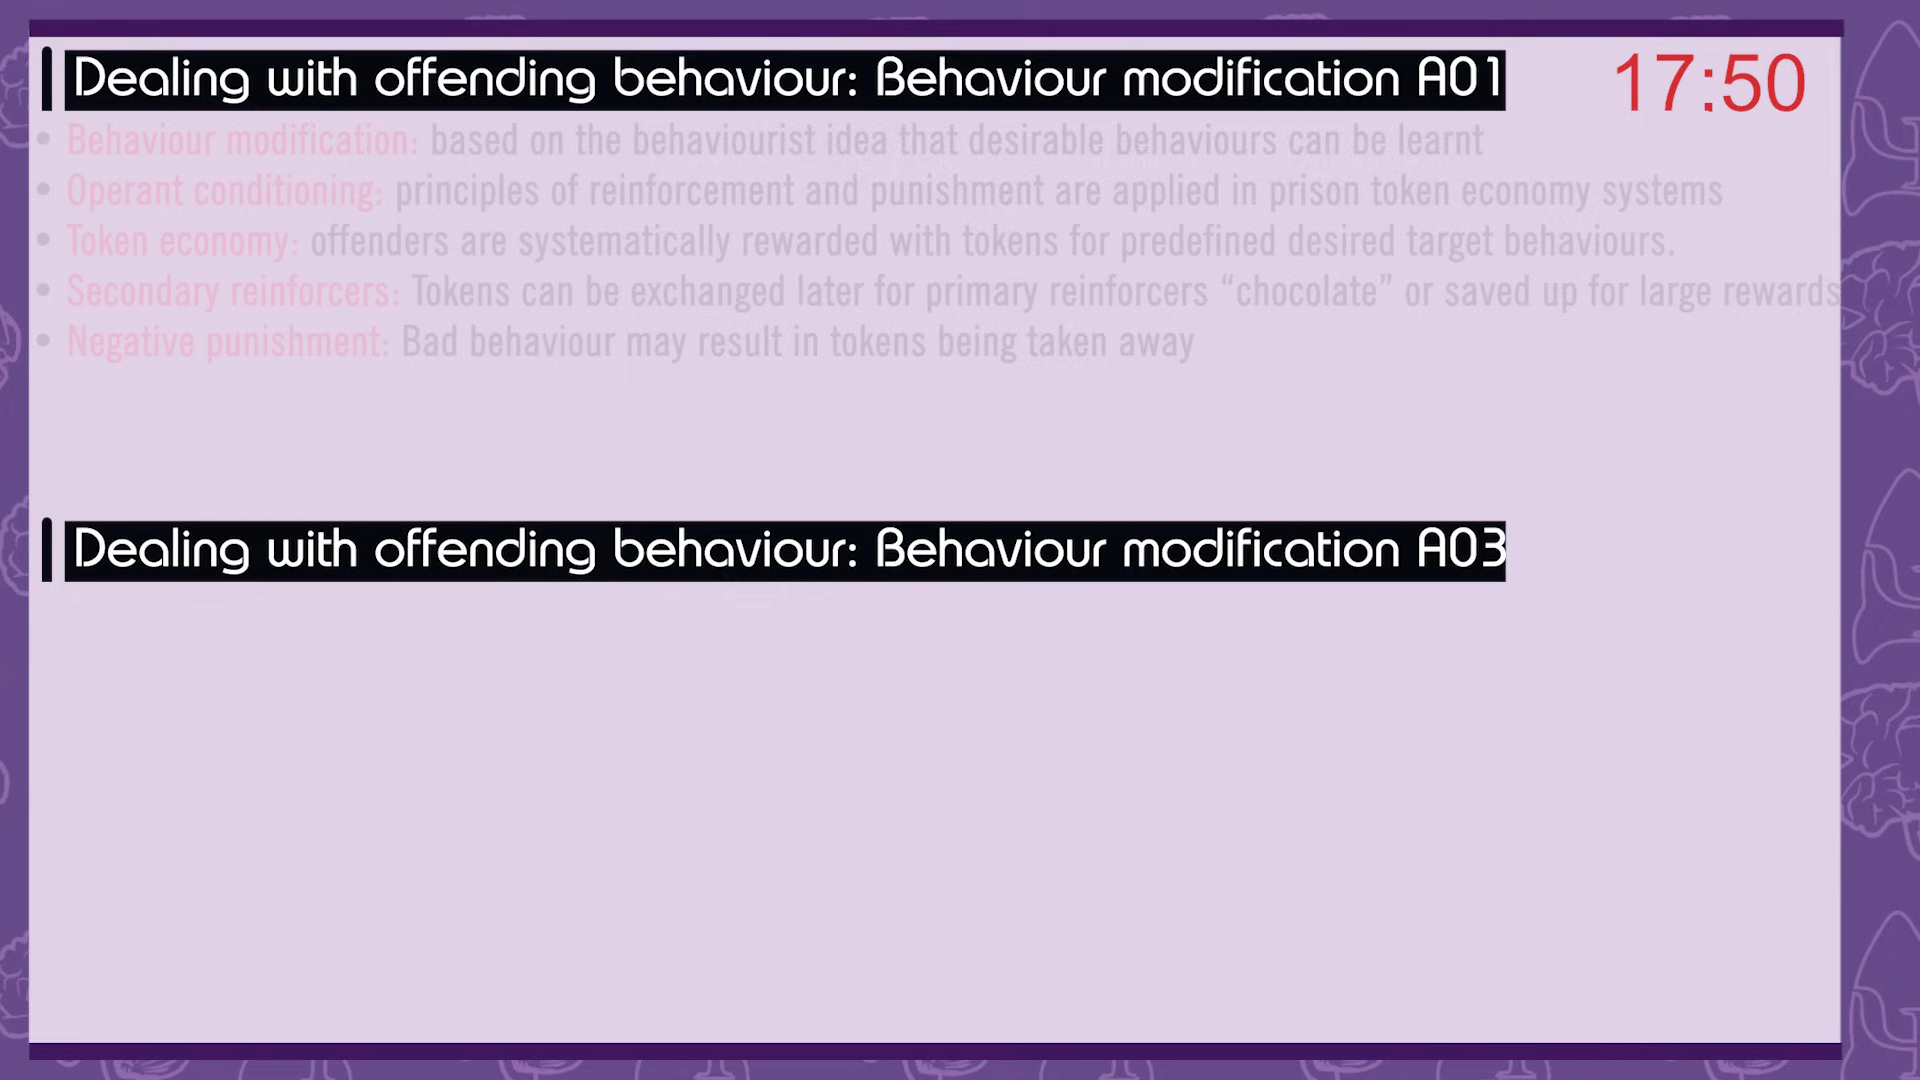 Dealing with offending behaviour: Behaviour modification A01
17:50
• Behaviour modification: based on the behaviourist idea that desirable behaviours can be learnt
• Operant conditioning: principles of reinforcement and punishment are applied in prison token economy systems
• Token economy: offenders are systematically rewarded with tokens for predefined desired target behaviours.
• Secondary reinforcers: Tokens can be exchanged later for primary reinforcers “chocolate” or saved up for large rewards
• Negative punishment: Bad behaviour may result in tokens being taken away
Dealing with offending behaviour: Behaviour modification A03